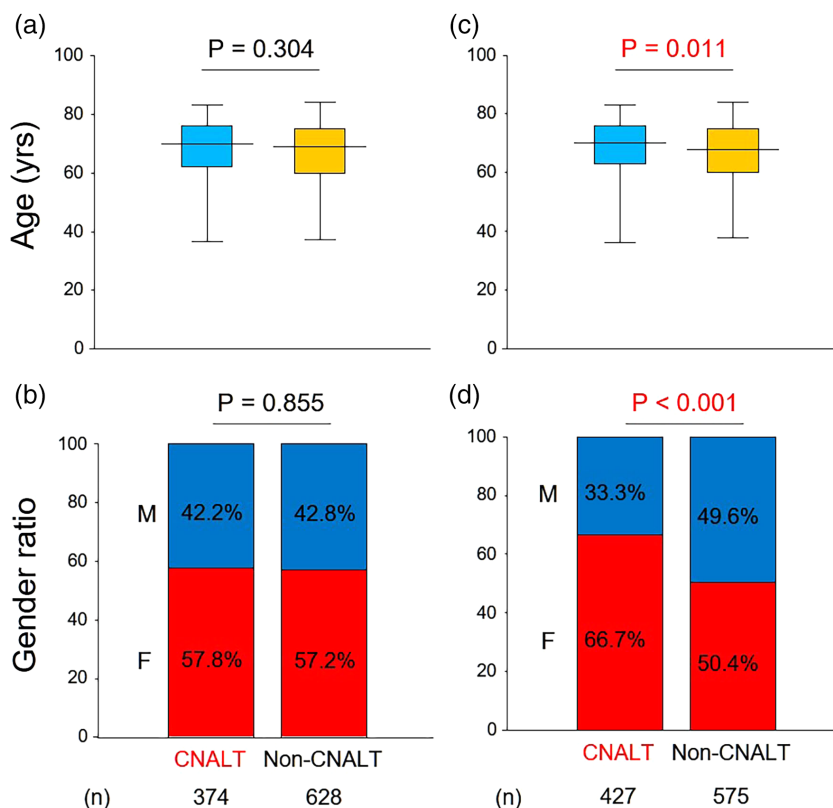 (a)
P = 0.304
100
80
60
40
20
0
Age (yrs)
(c)
P = 0.011
100
80
60
40
20
0
(b)
P = 0.855
100
80
60
40
20
0
Gender ratio
M
F
42.2%
42.8%
57.8%
57.2%
CNALT
Non-CNALT
(n)
374
628
(d)
P < 0.001
100
80
60
40
20
0
M
F
33.3%
49.6%
66.7%
50.4%
CNALT
Non-CNALT
(n)
427
575